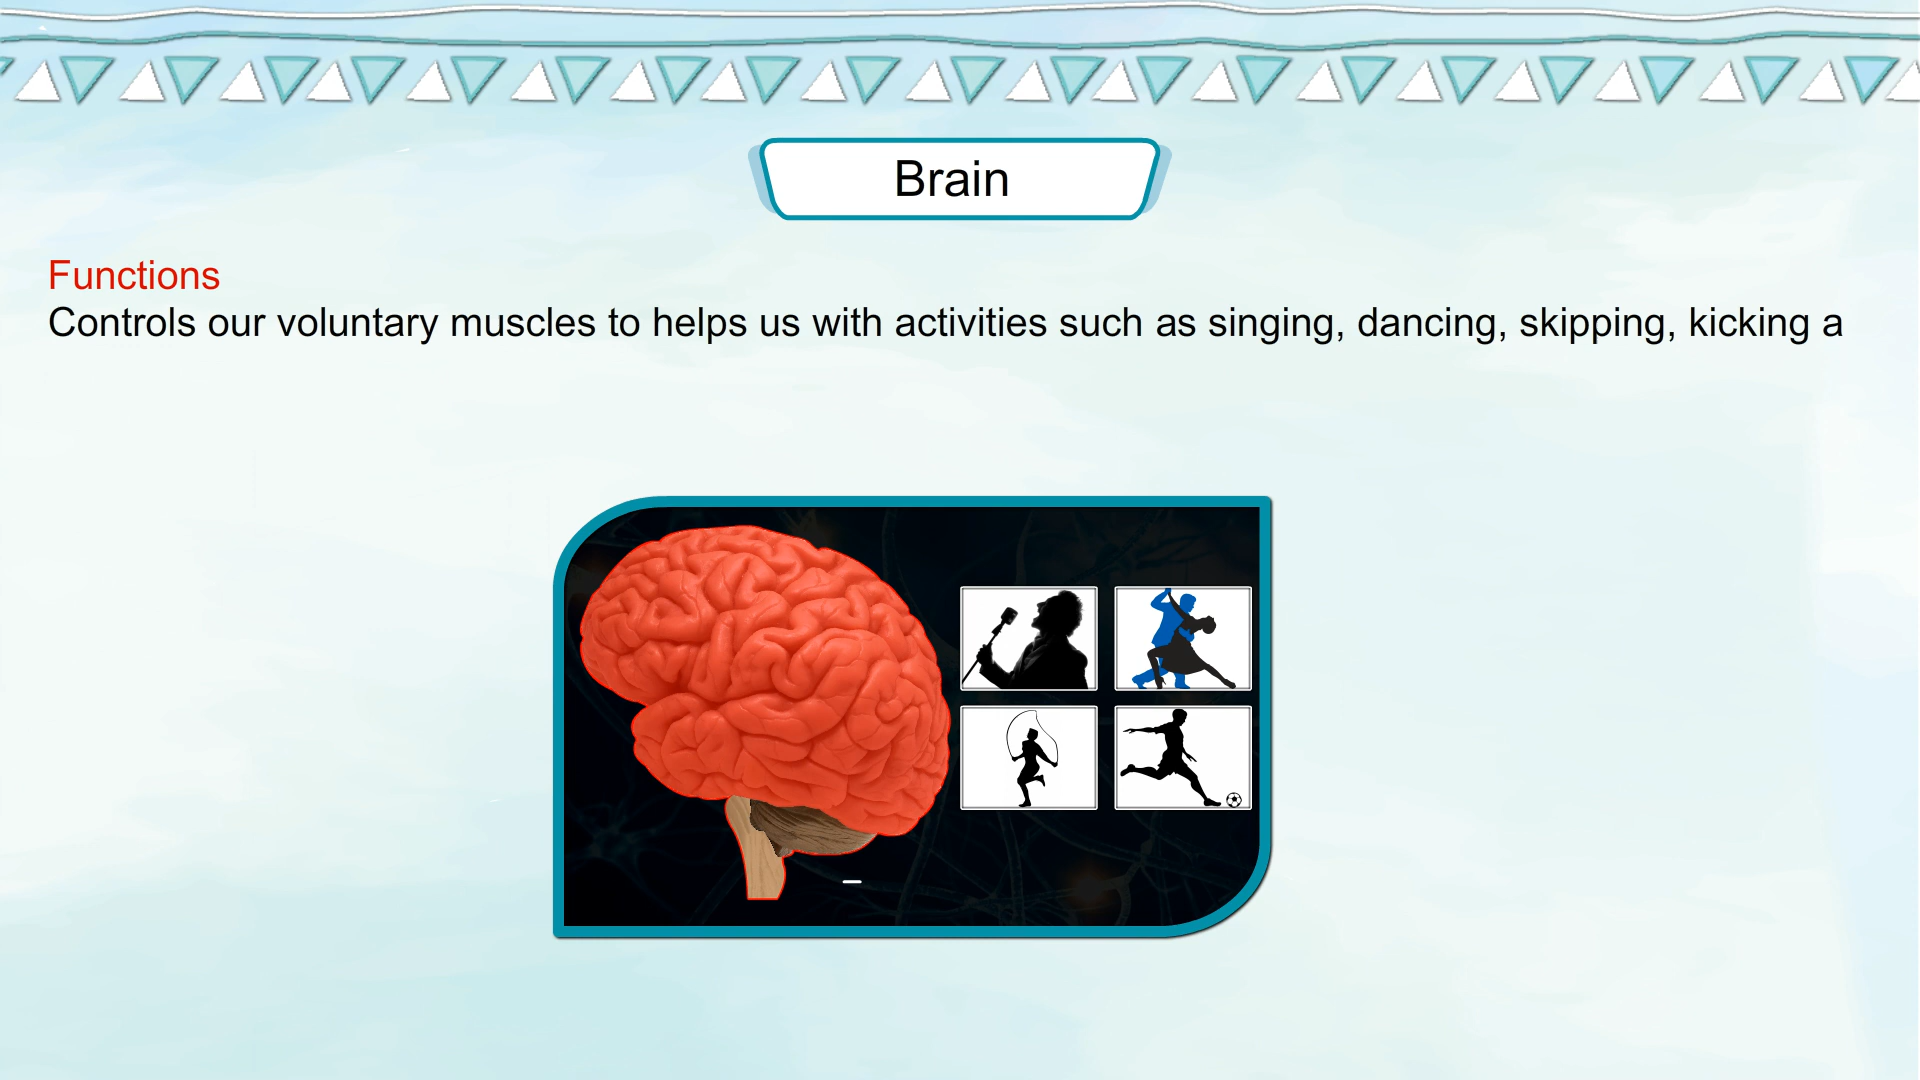 Brain
Functions
Controls our voluntary muscles to helps us with activities such as singing, dancing, skipping, kicking a